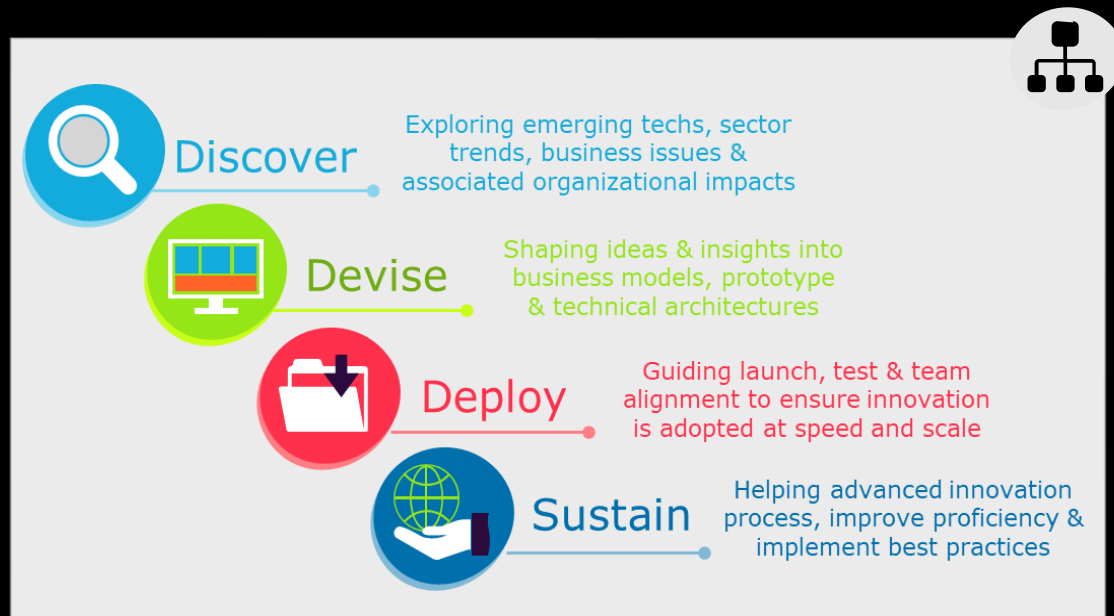 Discover
Exploring emerging techs, sector
trends, business issues &
associated organizational impacts
Devise
Shaping ideas & insights into
business models, prototype
& technical architectures
Deploy
Guiding launch, test & team
alignment to ensure innovation
is adopted at speed and scale
Sustain
Helping advanced innovation
process, improve proficiency &
implement best practices